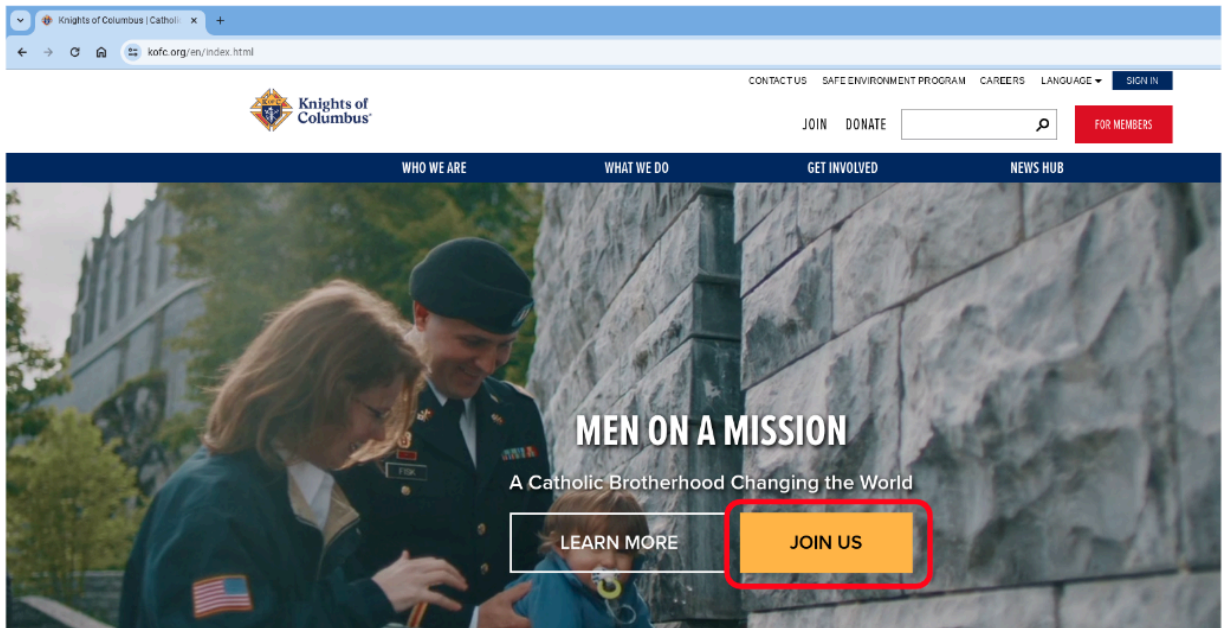 Knights of Columbus | Catholic
kofc.org/en/index.html
CONTACT US SAFE ENVIRONMENT PROGRAM CAREERS LANGUAGE SIGN IN
Knights of
Columbus
JOIN DONATE FOR MEMBERS
WHO WE ARE WHAT WE DO GET INVOLVED NEWS HUB
MEN ON A MISSION
A Catholic Brotherhood Changing the World
FISK
LEARN MORE JOIN US